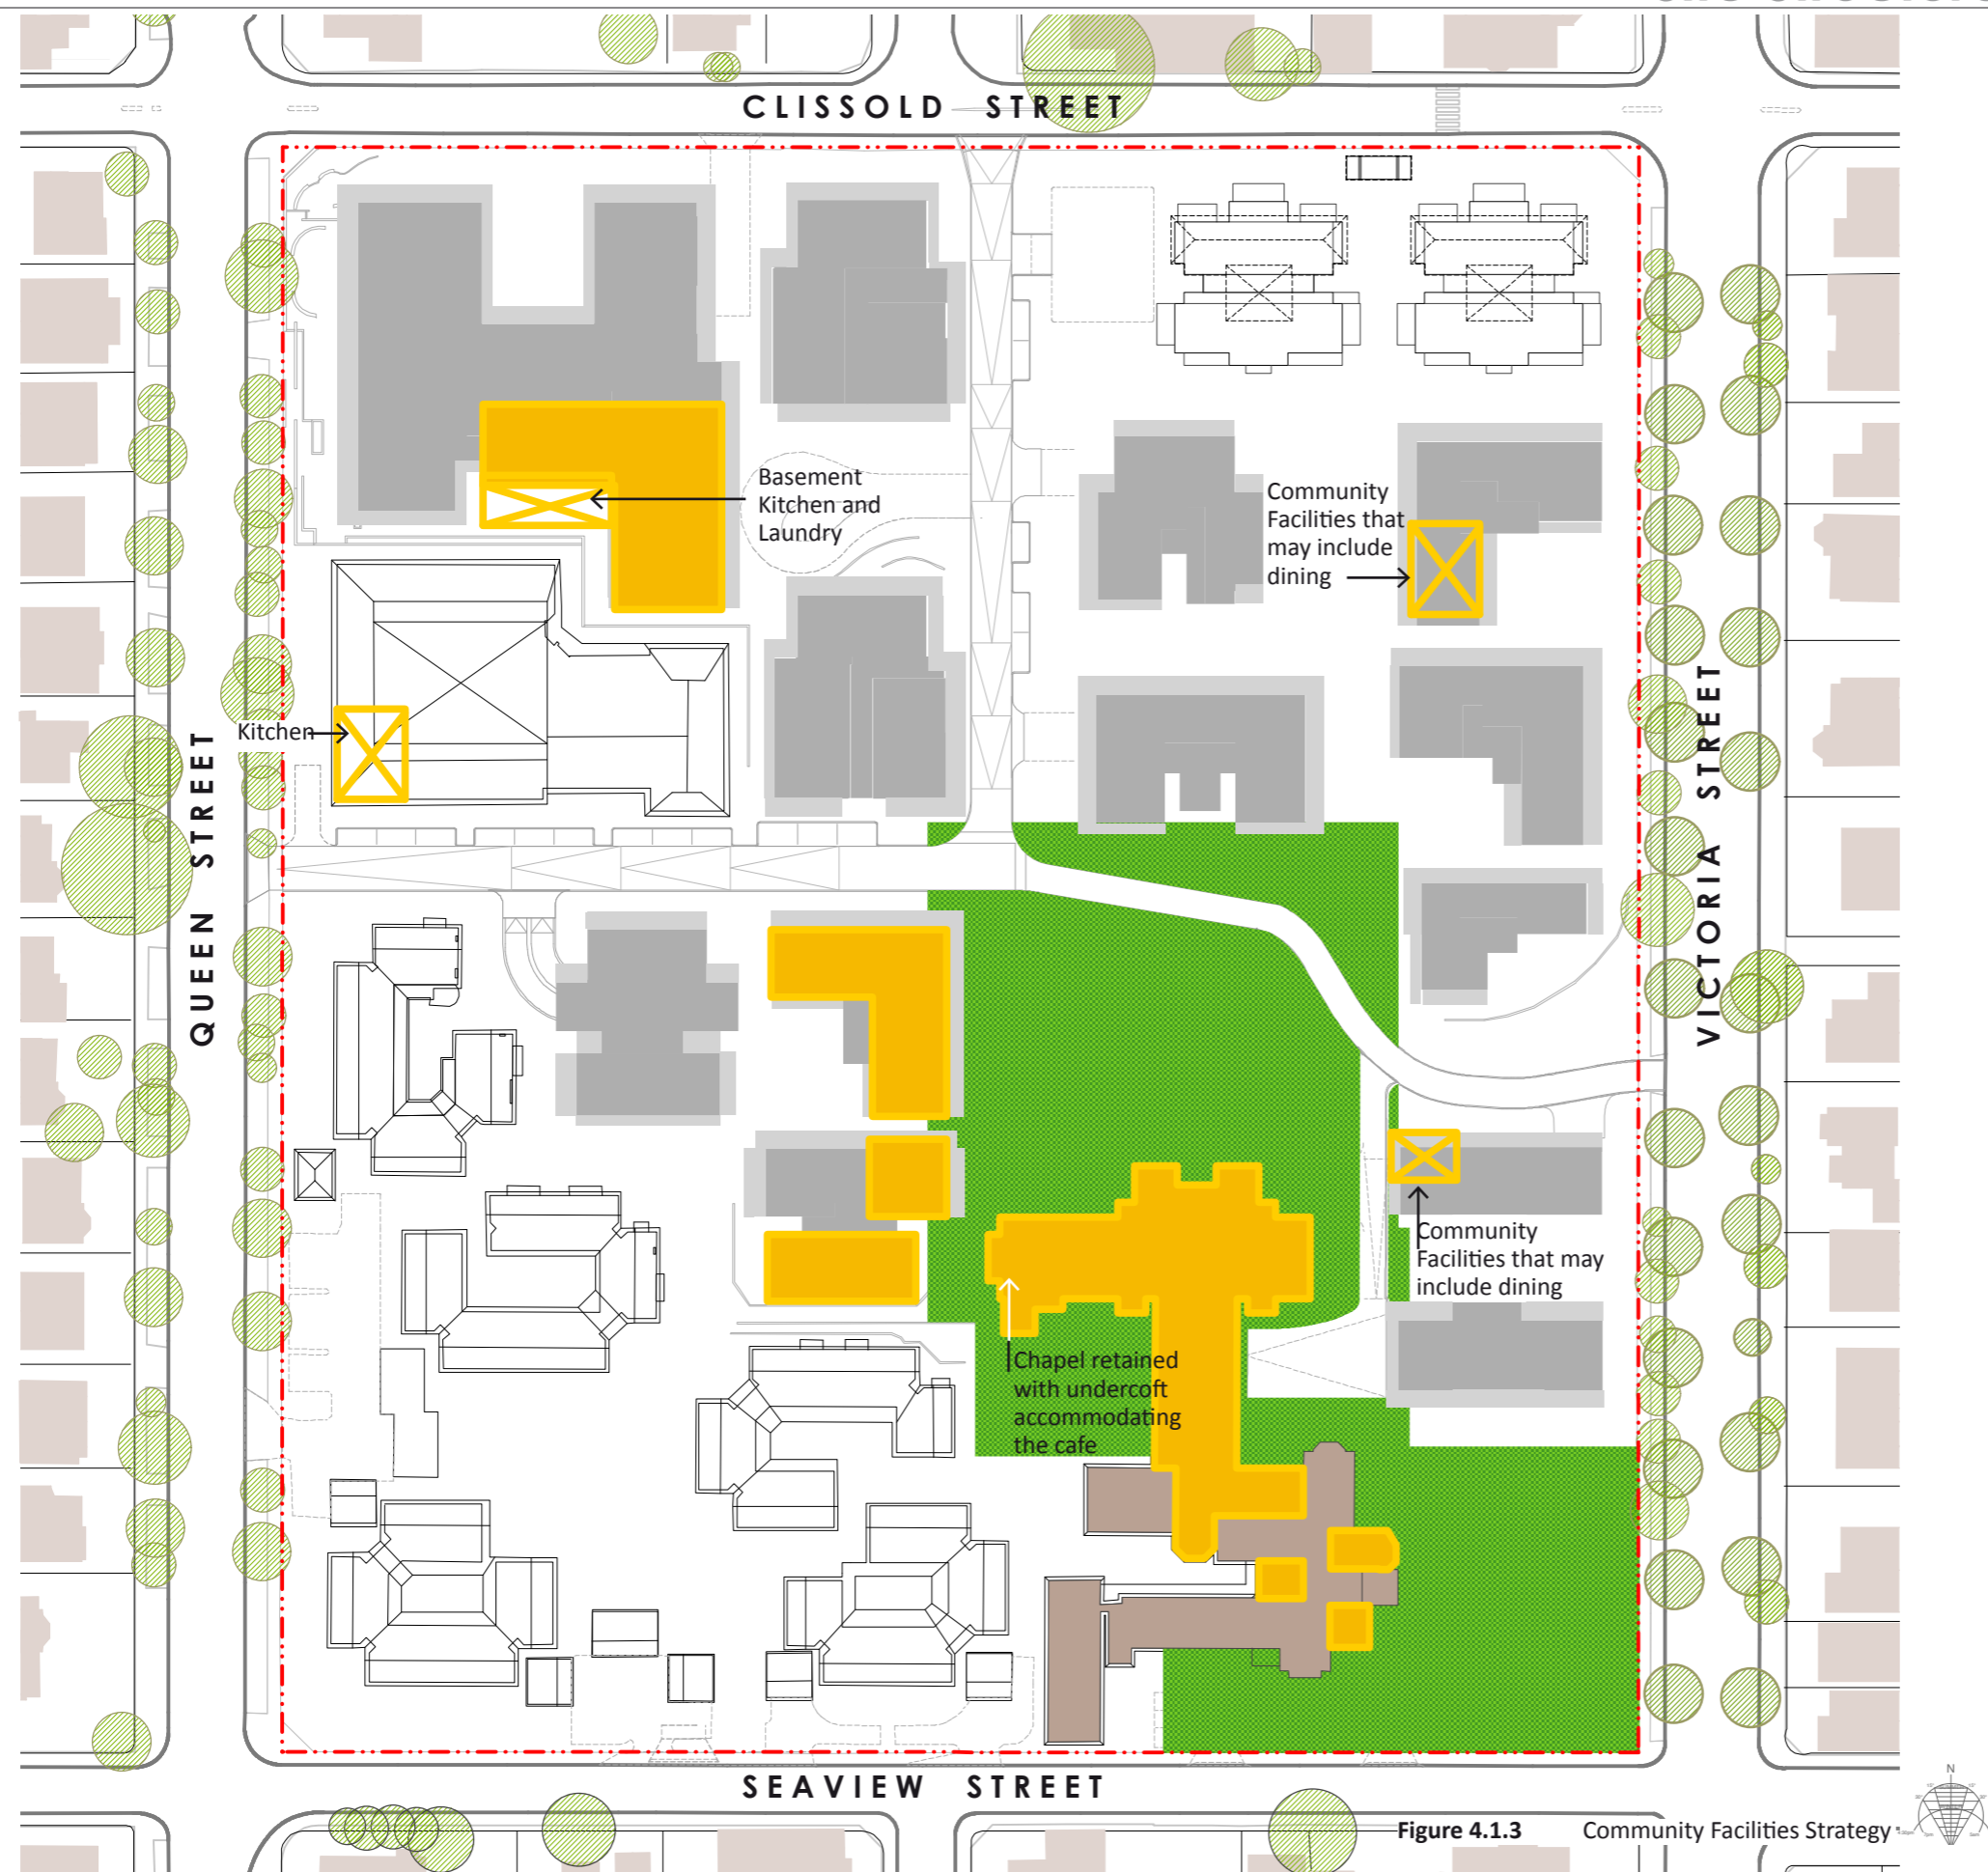 CLISSOLD STREET
Basement
Kitchen and
Laundry
Community
Facilities that
may include
dining
Kitchen
QUEEN STREET
VICTORIA STREET
Community
Facilities that may
include dining
Chapel retained
with undercoft
accommodating
the cafe
SEAVIEW STREET
N
Figure 4.1.3 Community Facilities Strategy